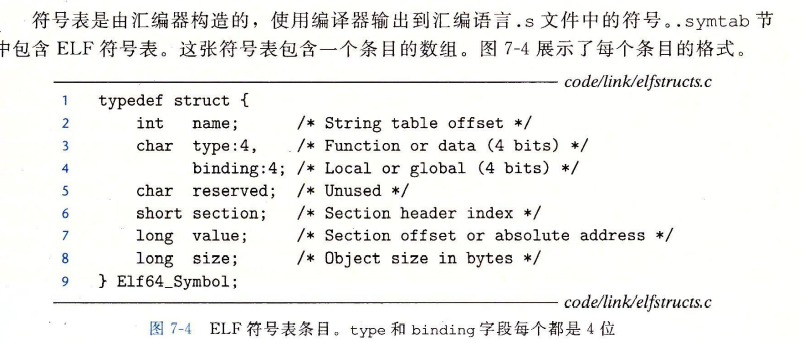 符号表是由汇编器构造的，使用编译器输出到汇编语言.s 文件中的符号。.symtab 节
中包含 ELF 符号表。这张符号表包含一个条目的数组。图 7-4 展示了每个条目的格式。
code/link/elfstructs.c
1 typedef struct {
2 int name; /* String table offset */
3 char type:4, /* Function or data (4 bits) */
4 binding:4; /* Local or global (4 bits) */
5 char reserved; /* Unused */
6 short section; /* Section header index */
7 long value; /* Section offset or absolute address */
8 long size; /* Object size in bytes */
9 } Elf64_Symbol;
code/link/elfstructs.c
图 7-4 ELF 符号表条目。type 和 binding 字段每个都是 4 位